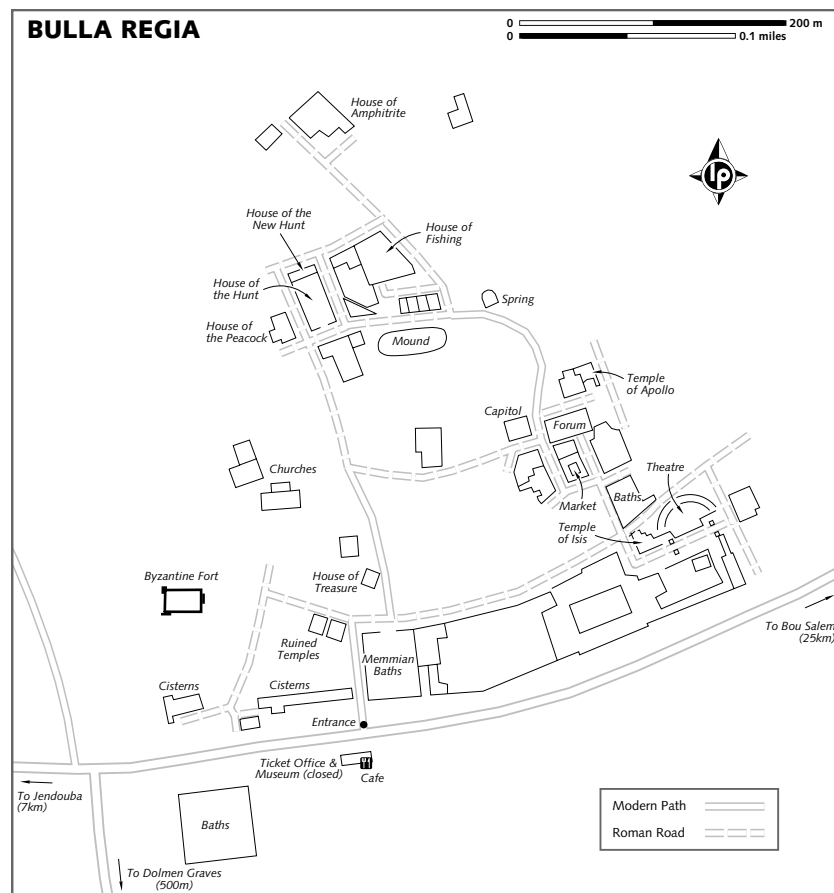 BULLA REGIA
0
200 m
0
0.1 miles
House of
Amphitrite
lp
House of the
New Hunt
House of
Fishing
House of
the Hunt
Spring
House of
the Peacock
Mound
Temple
of Apollo
Capitol
Forum
Churches
Theatre
Baths
Market
Temple
of Isis
Byzantine Fort
House of
Treasure
To Bou Salem
(25km)
Ruined
Temples
Memmian
Baths
Cisterns
Cisterns
Entrance
Ticket Office &
Museum (closed)
Cafe
To Jendouba
(7km)
Baths
Modern Path
Roman Road
To Dolmen Graves
(500m)